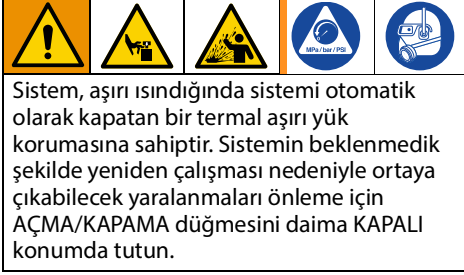 MPa / bar / PSI
Sistem, aşırı ısındığında sistemi otomatik
olarak kapatan bir termal aşırı yük
korumasına sahiptir. Sistemin beklenmedik
şekilde yeniden çalışması nedeniyle ortaya
çıkabilecek yaralanmaları önleme için
AÇMA/KAPAMA düğmesini daima KAPALI
konumda tutun.